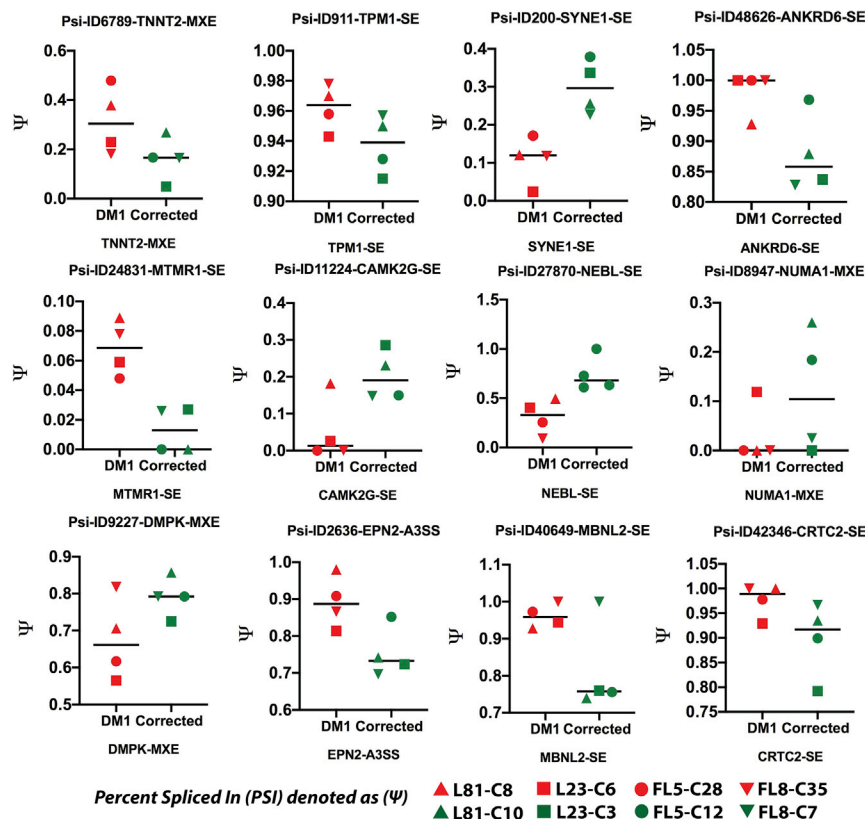 Psi-ID6789-TNNT2-MXE
Ψ
0.6
0.4
0.2
0.0
DM1 Corrected
TNNT2-MXE
Psi-ID911-TPM1-SE
Ψ
1.00
0.98
0.96
0.94
0.92
0.90
DM1 Corrected
TPM1-SE
Psi-ID200-SYNE1-SE
Ψ
0.4
0.3
0.2
0.1
0.0
DM1 Corrected
SYNE1-SE
Psi-ID48626-ANKRD6-SE
Ψ
1.05
1.00
0.95
0.90
0.85
0.80
DM1 Corrected
ANKRD6-SE
Psi-ID24831-MTMR1-SE
Ψ
0.10
0.08
0.06
0.04
0.02
0.00
DM1 Corrected
MTMR1-SE
Psi-ID11224-CAMK2G-SE
Ψ
0.4
0.3
0.2
0.1
0.0
DM1 Corrected
CAMK2G-SE
Psi-ID27870-NEBL-SE
Ψ
1.5
1.0
0.5
0.0
DM1 Corrected
NEBL-SE
Psi-ID8947-NUMA1-MXE
Ψ
0.3
0.2
0.1
0.0
DM1 Corrected
NUMA1-MXE
Psi-ID9227-DMPK-MXE
Ψ
0.9
0.8
0.7
0.6
0.5
DM1 Corrected
DMPK-MXE
Psi-ID2636-EPN2-A3SS
Ψ
1.0
0.9
0.8
0.7
0.6
DM1 Corrected
EPN2-A3SS
Psi-ID40649-MBNL2-SE
Ψ
1.1
1.0
0.9
0.8
0.7
DM1 Corrected
MBNL2-SE
Psi-ID42346-CRTC2-SE
Ψ
1.05
1.00
0.95
0.90
0.85
0.80
0.75
DM1 Corrected
CRTC2-SE
Percent Spliced In (PSI) denoted as (Ψ)
L81-C8 L23-C6 FL5-C28 FL8-C35
L81-C10 L23-C3 FL5-C12 FL8-C7